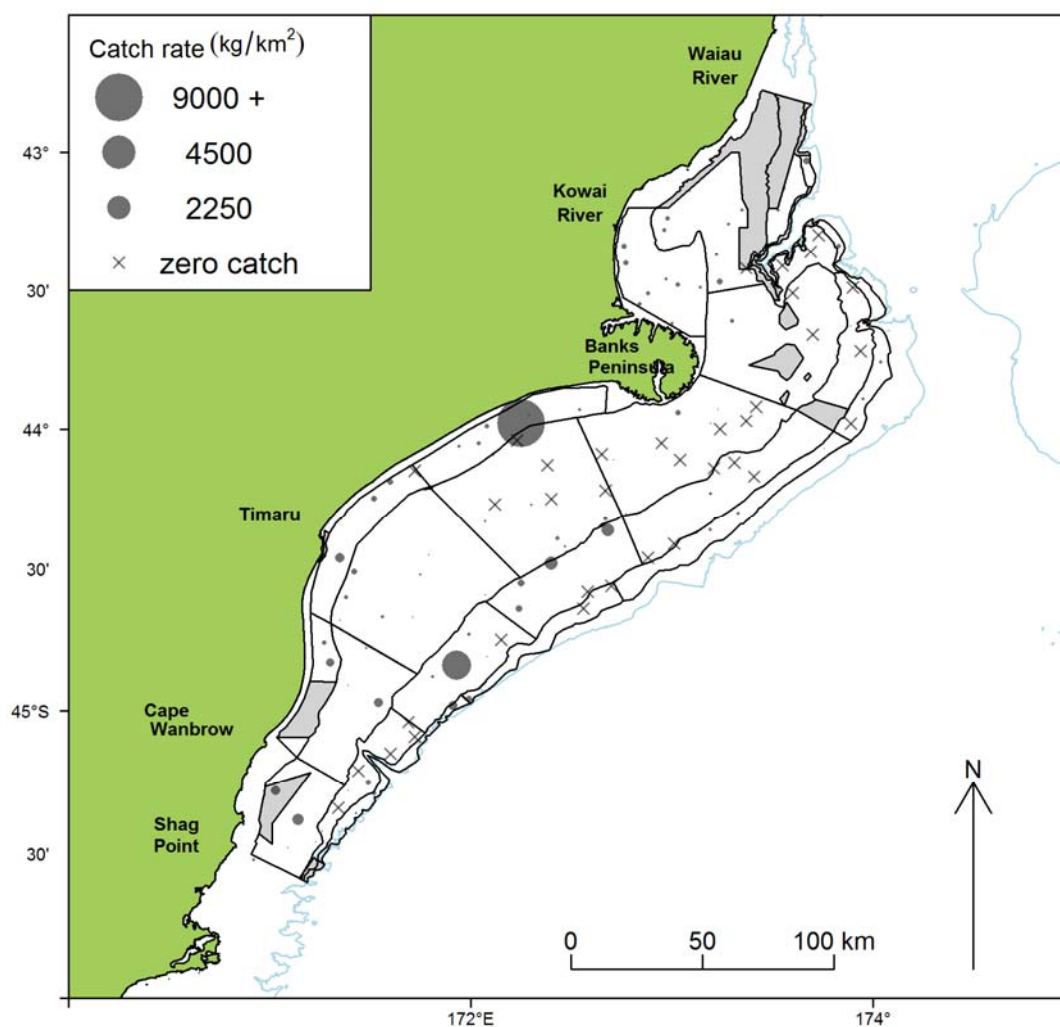 Catch rate (kg/km²)
9000 +
4500
2250
zero catch
Waiau
River
43°
Kowai
River
30'
Banks
Peninsula
44°
Timaru
30'
45°S
Cape
Wanbrow
N
30'
Shag
Point
0 50 100 km
172°E
174°